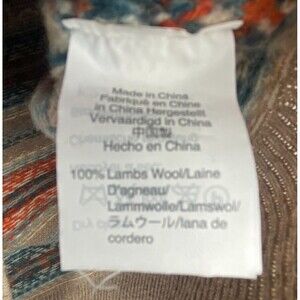 Made in China
Fabriqué en China
in China Hergestellt
Vervaardigd in China
中国製
Hecho en China
100% Lambs Wool/Laine
D'agneau/
Lammwolle/Lamswol/
ラムウール/lana de
cordero